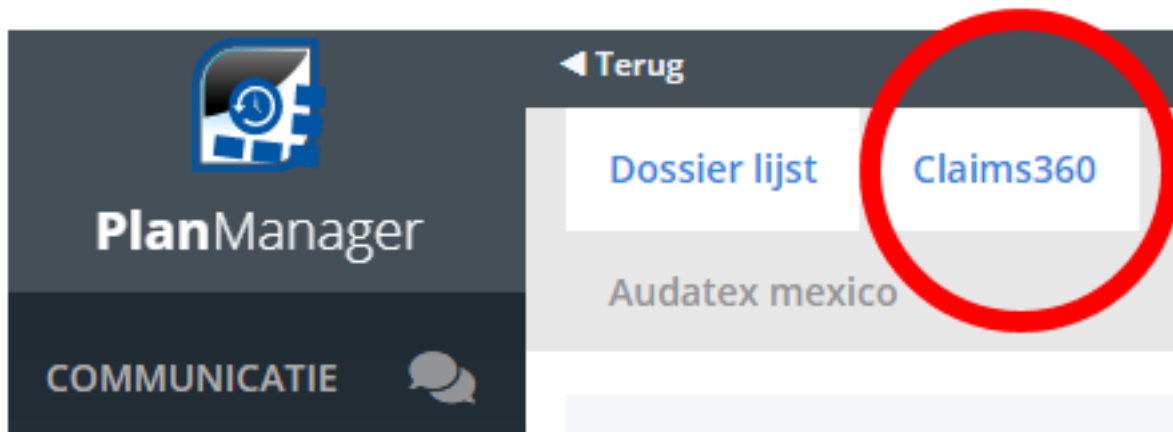 PlanManager
COMMUNICATIE
Terug
Dossier lijst
Claims360
Audatex mexico